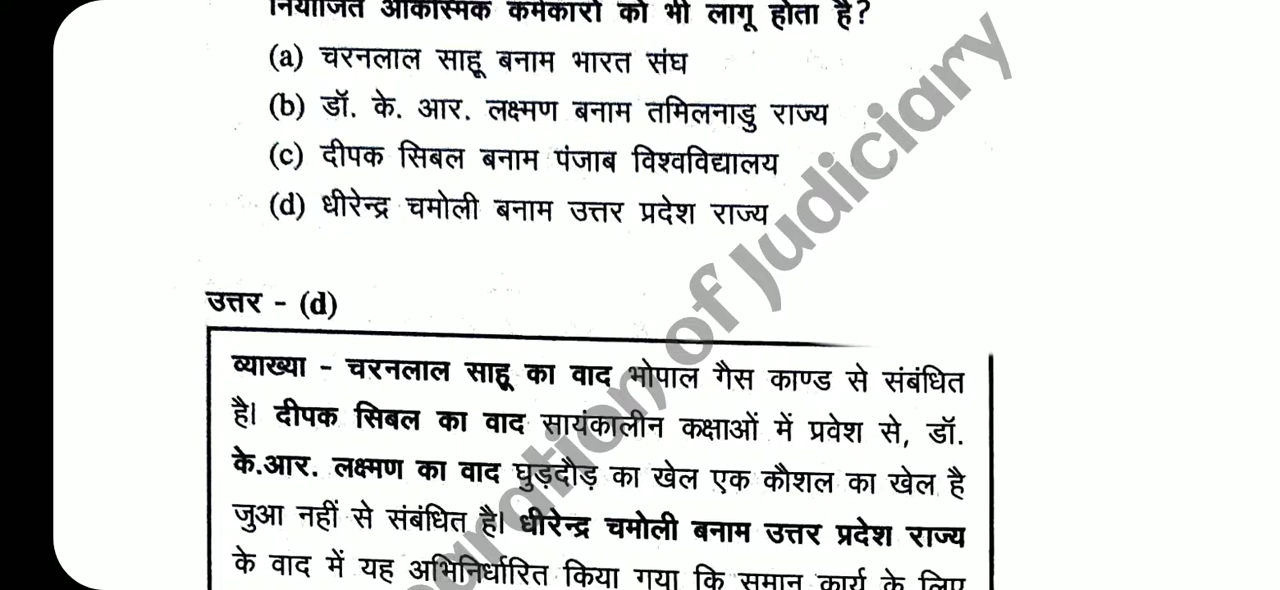 नियोजित आकस्मिक कर्मकारों को भी लागू होता है?
(a) चरनलाल साहू बनाम भारत संघ
(b) डॉ. के. आर. लक्ष्मण बनाम तमिलनाडु राज्य
(c) दीपक सिबल बनाम पंजाब विश्वविद्यालय
(d) धीरेन्द्र चमोली बनाम उत्तर प्रदेश राज्य
उत्तर - (d)
व्याख्या - चरनलाल साहू का वाद भोपाल गैस काण्ड से संबंधित
है। दीपक सिबल का वाद सायंकालीन कक्षाओं में प्रवेश से, डॉ.
के.आर. लक्ष्मण का वाद घुड़दौड़ का खेल एक कौशल का खेल है
जुआ नहीं से संबंधित है। धीरेन्द्र चमोली बनाम उत्तर प्रदेश राज्य
के वाद में यह अभिनिर्धारित किया गया कि समान कार्य के लिए
of Judiciary